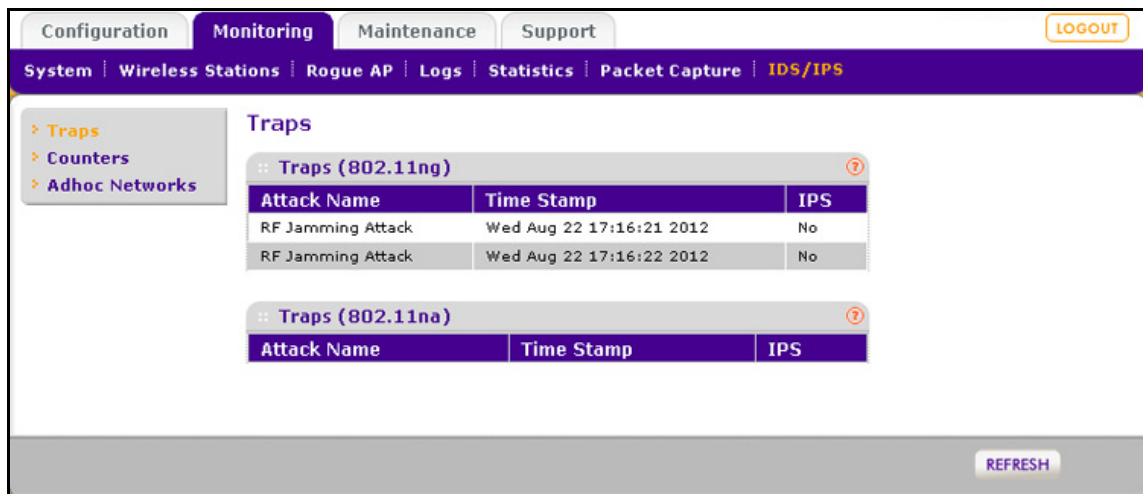 Configuration Monitoring Maintenance Support LOGOUT
System Wireless Stations Rogue AP Logs Statistics Packet Capture IDS/IPS
Traps
Counters
Adhoc Networks
Traps
Traps (802.11ng) ?
Attack Name Time Stamp IPS
RF Jamming Attack Wed Aug 22 17:16:21 2012 No
RF Jamming Attack Wed Aug 22 17:16:22 2012 No
Traps (802.11na) ?
Attack Name Time Stamp IPS
REFRESH